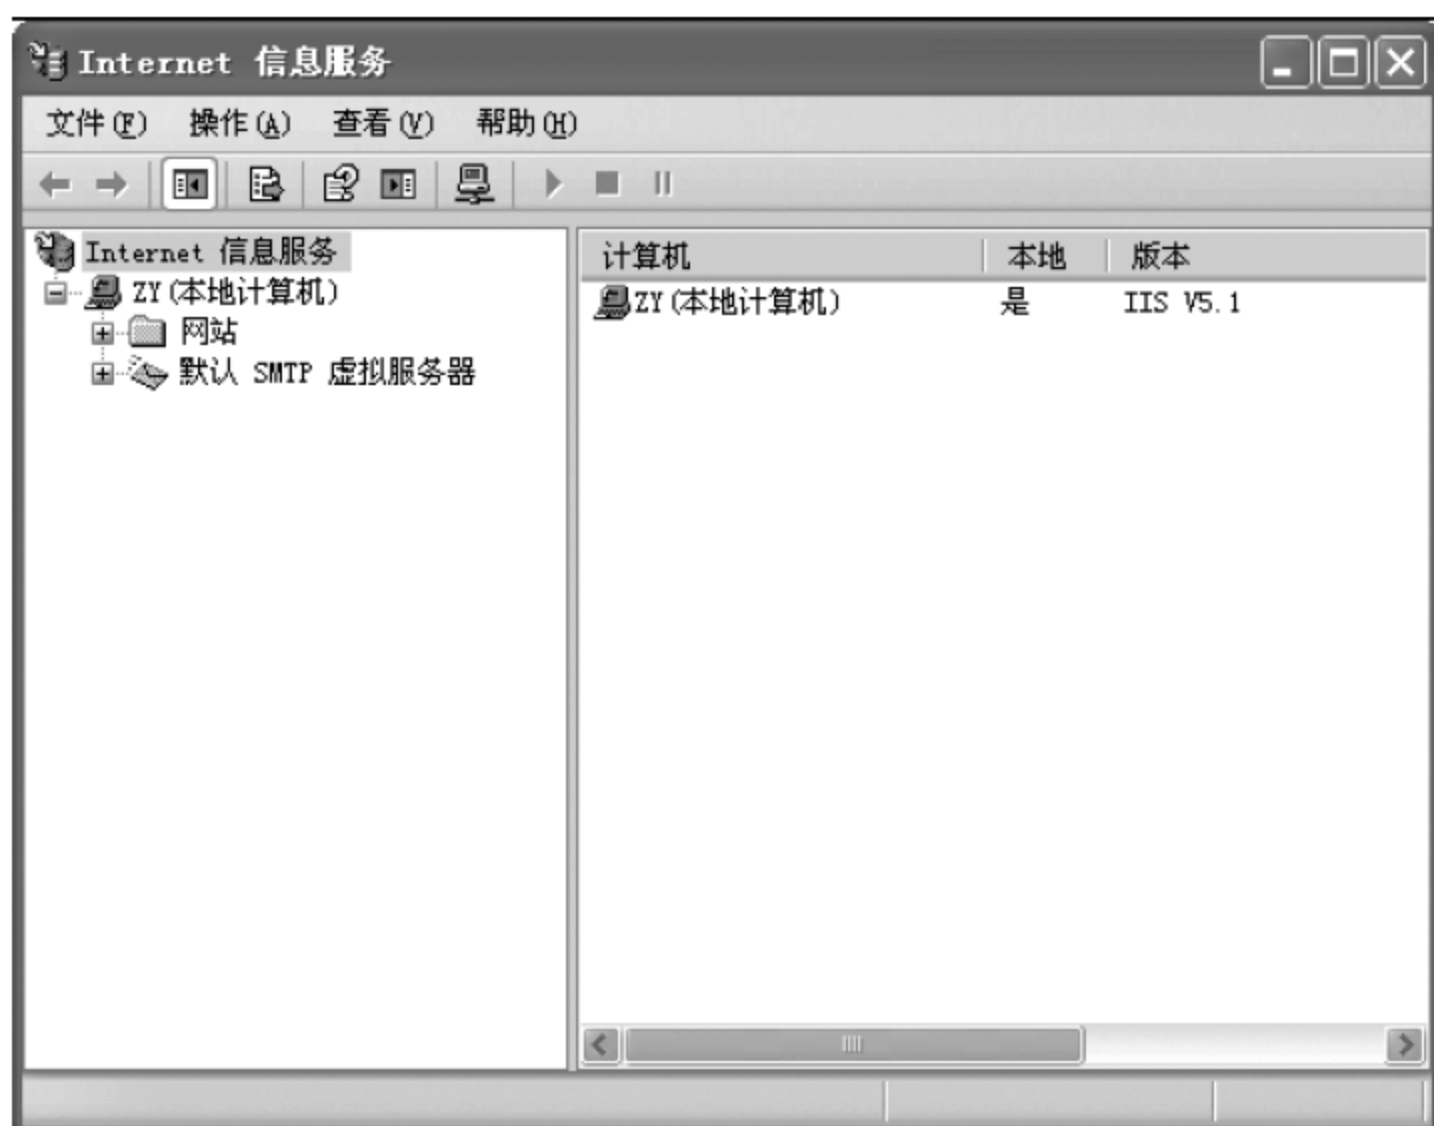 Internet 信息服务
文件(F) 操作(A) 查看(V) 帮助(H)
Internet 信息服务
ZY(本地计算机)
网站
默认 SMTP 虚拟服务器
计算机 本地 版本
ZY(本地计算机) 是 IIS V5.1